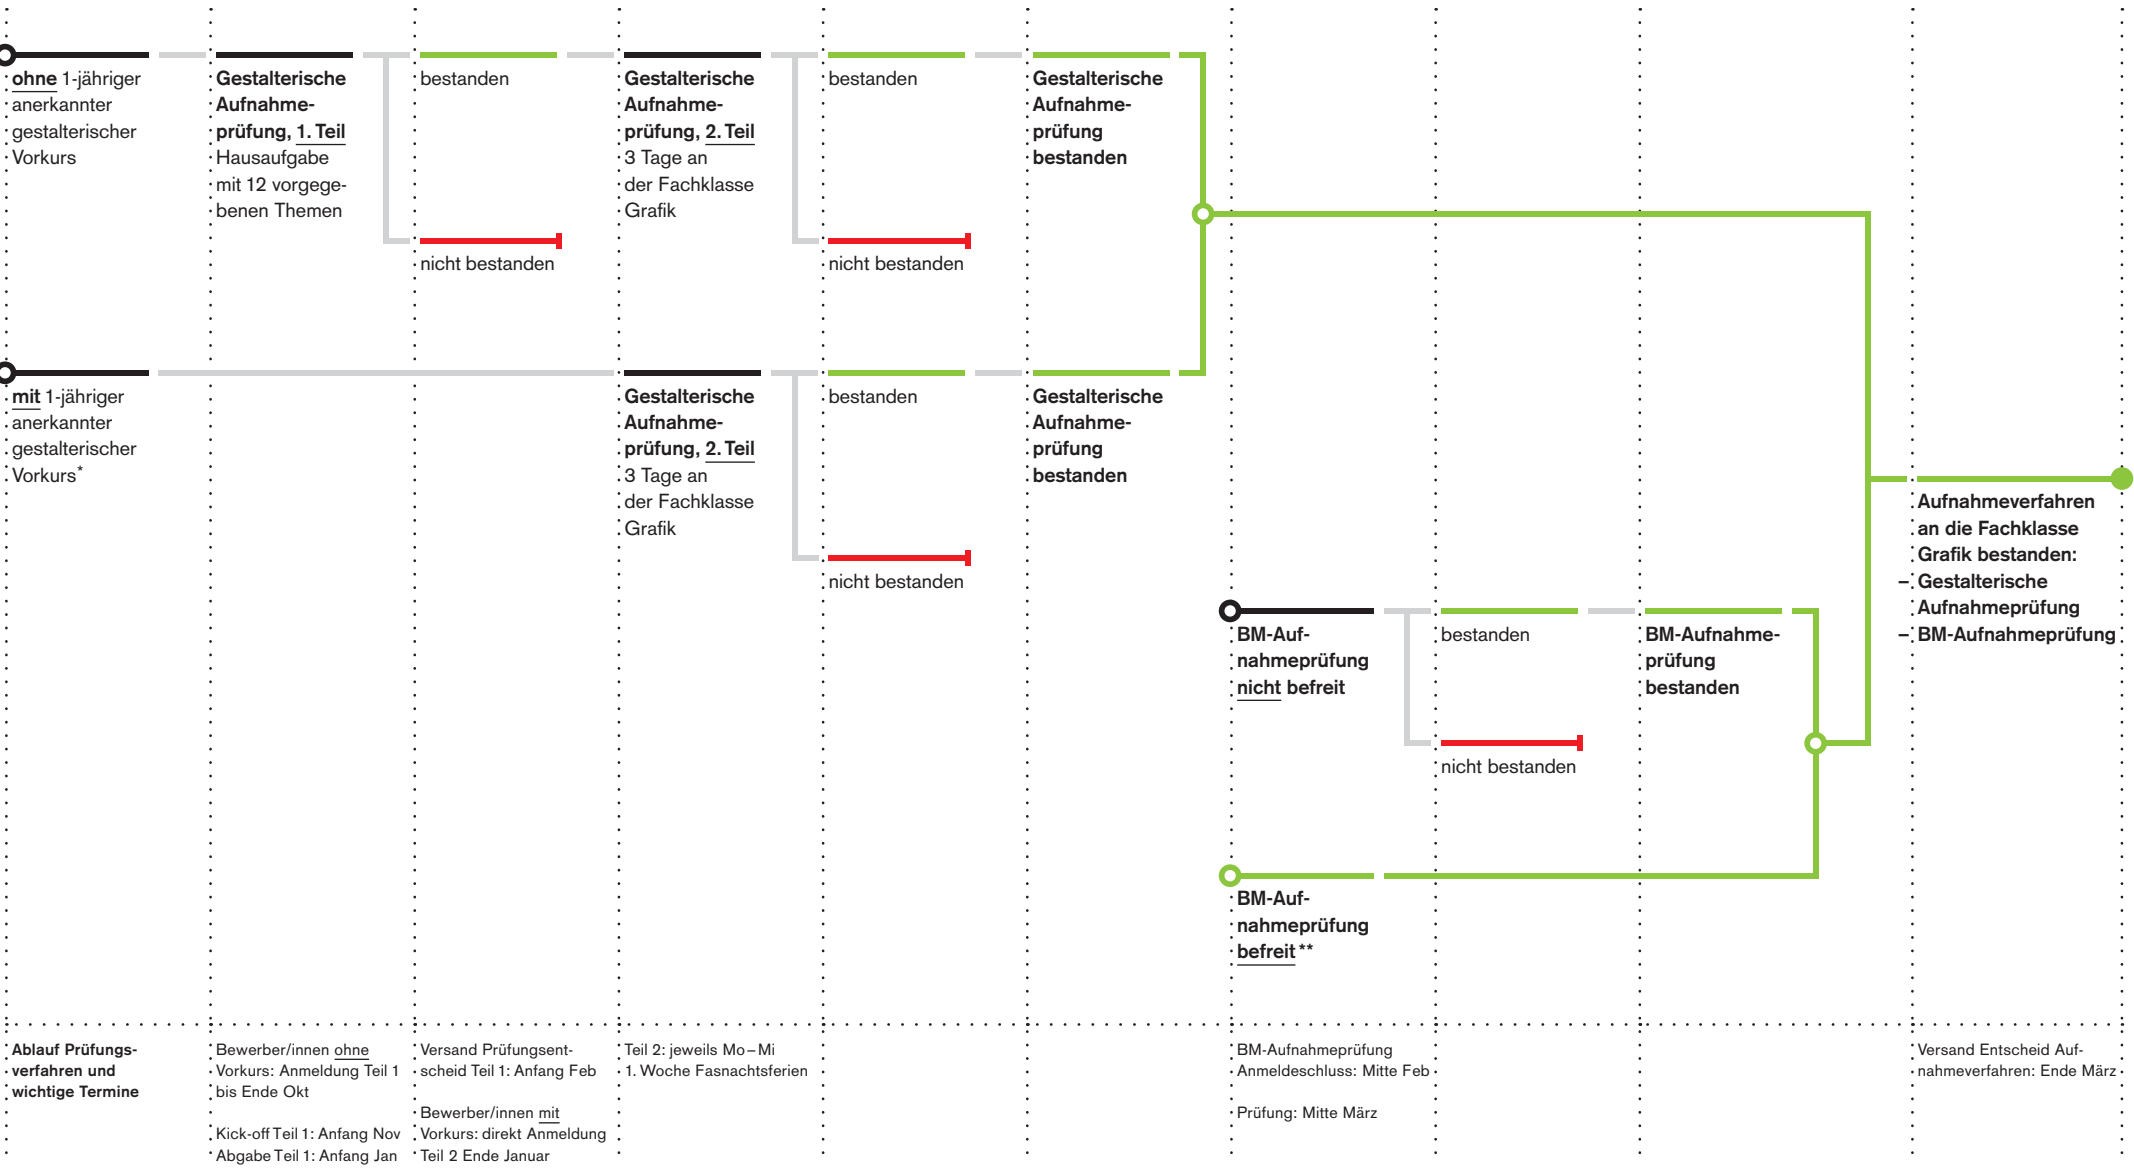 ohne 1-jähriger
anerkannter
gestalterischer
Vorkurs
Gestalterische
Aufnahme-
prüfung, 1. Teil
Hausaufgabe
mit 12 vorgege-
benen Themen
bestanden
nicht bestanden
Gestalterische
Aufnahme-
prüfung, 2. Teil
3 Tage an
der Fachklasse
Grafik
bestanden
nicht bestanden
Gestalterische
Aufnahme-
prüfung
bestanden
mit 1-jähriger
anerkannter
gestalterischer
Vorkurs*
Gestalterische
Aufnahme-
prüfung, 2. Teil
3 Tage an
der Fachklasse
Grafik
bestanden
nicht bestanden
Gestalterische
Aufnahme-
prüfung
bestanden
BM-Auf-
nahmeprüfung
nicht befreit
bestanden
nicht bestanden
BM-Aufnahme-
prüfung
bestanden
BM-Auf-
nahmeprüfung
befreit**
Aufnahmeverfahren
an die Fachklasse
Grafik bestanden:
– Gestalterische
Aufnahmeprüfung
– BM-Aufnahmeprüfung
Ablauf Prüfungs-
verfahren und
wichtige Termine
Bewerber/innen ohne
Vorkurs: Anmeldung Teil 1
bis Ende Okt
Kick-off Teil 1: Anfang Nov
Abgabe Teil 1: Anfang Jan
Versand Prüfungsent-
scheid Teil 1: Anfang Feb
Bewerber/innen mit
Vorkurs: direkt Anmeldung
Teil 2 Ende Januar
Teil 2: jeweils Mo – Mi
1. Woche Fasnachtsferien
BM-Aufnahmeprüfung
Anmeldeschluss: Mitte Feb
Prüfung: Mitte März
Versand Entscheid Auf-
nahmeverfahren: Ende März